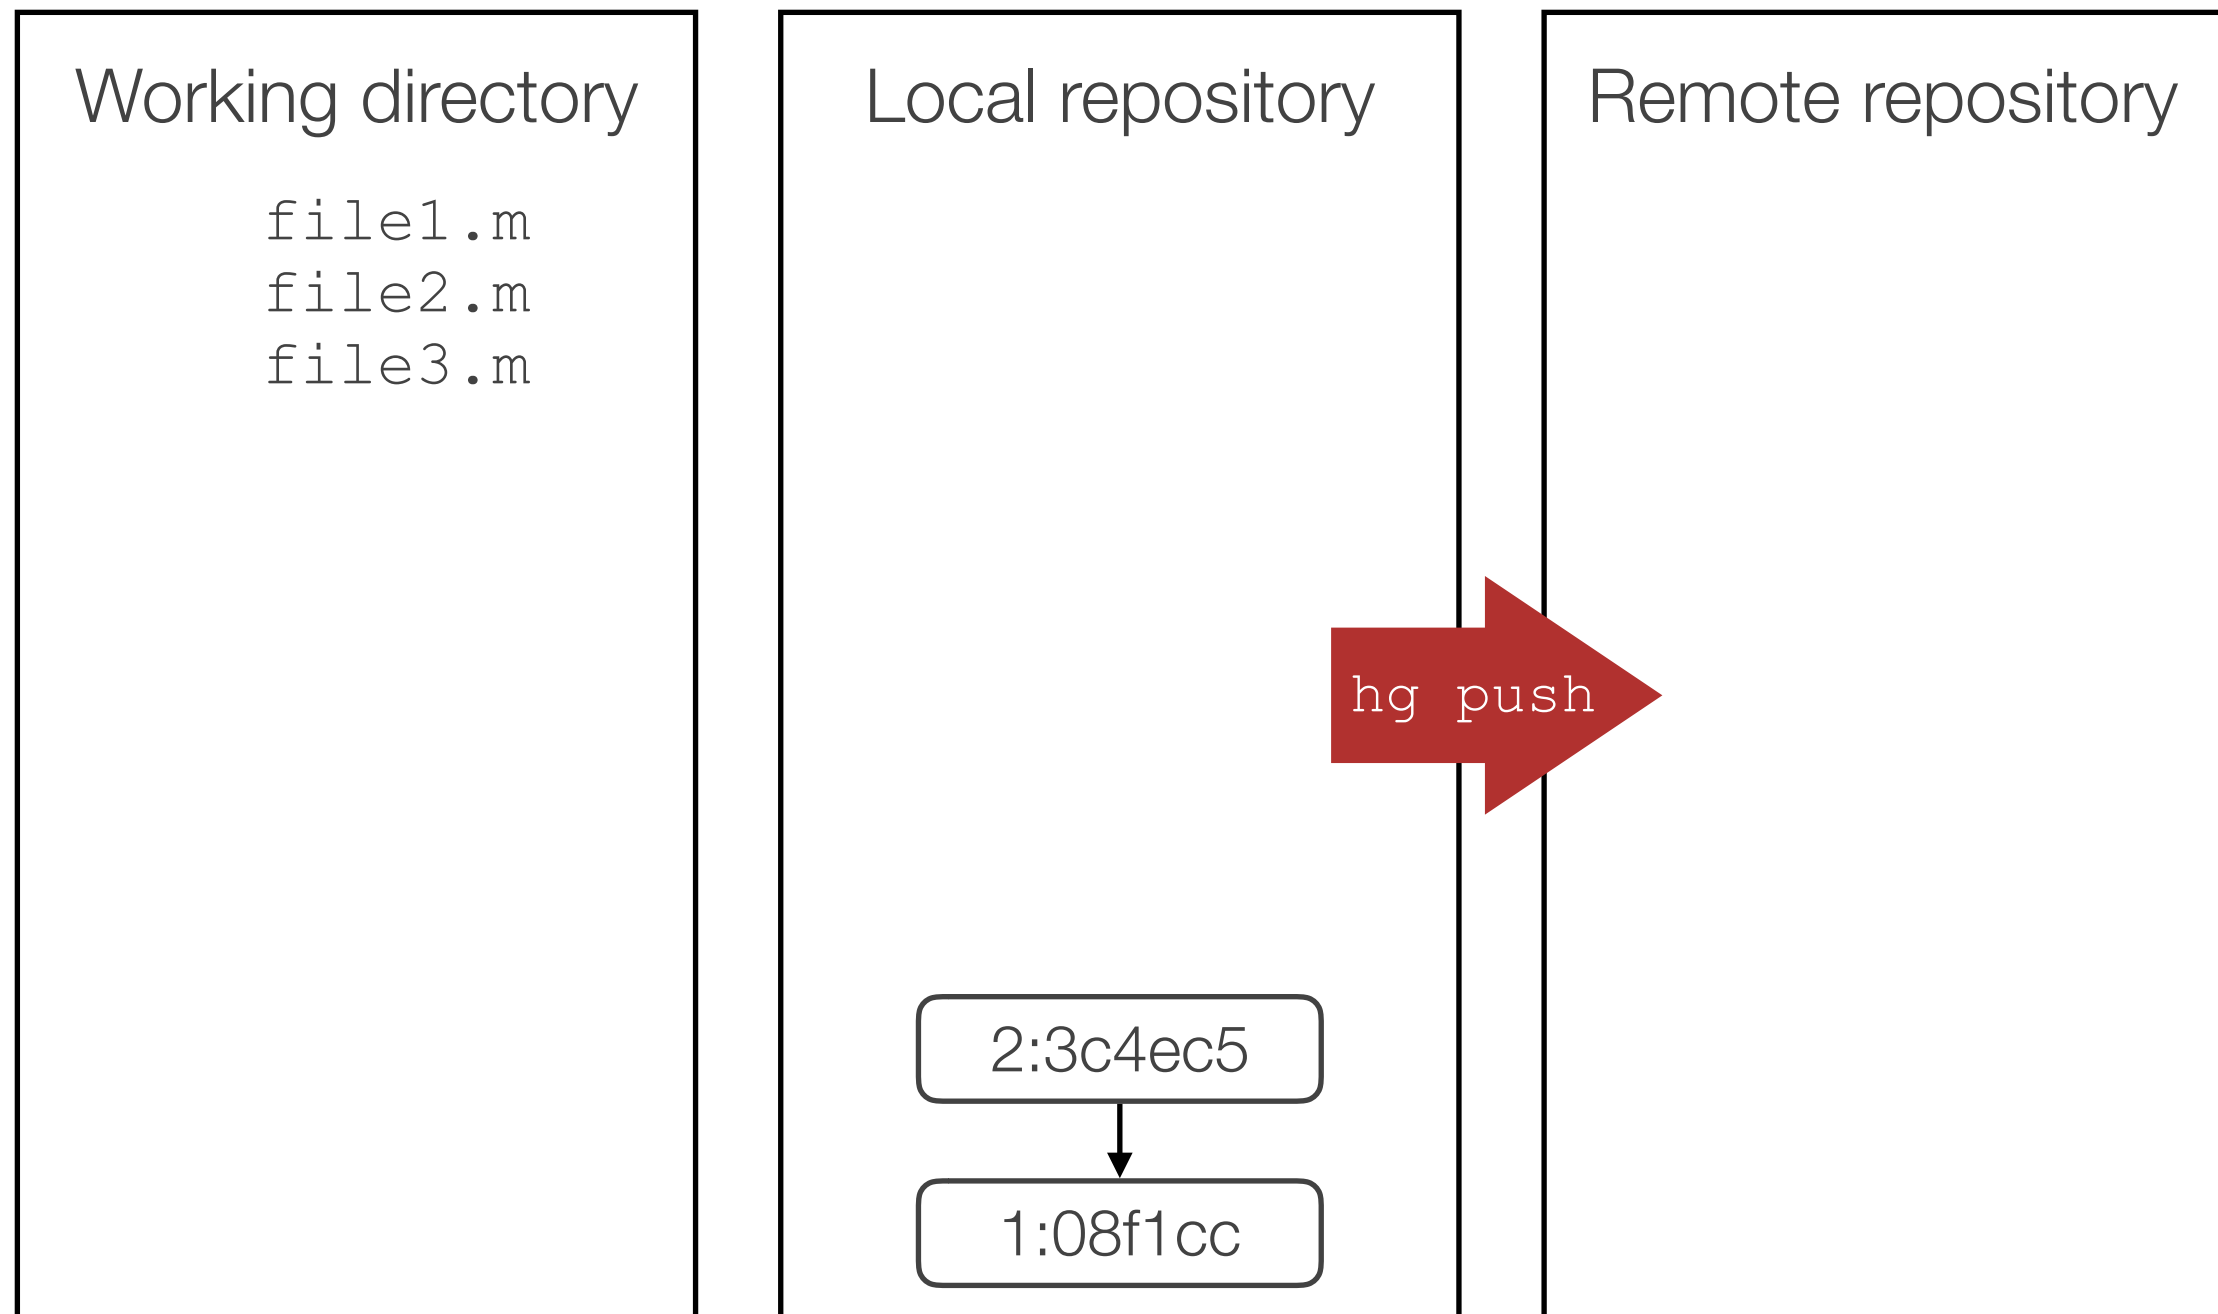 Working directory
file1.m
file2.m
file3.m
Local repository
2:3c4ec5
1:08f1cc
hg push
Remote repository